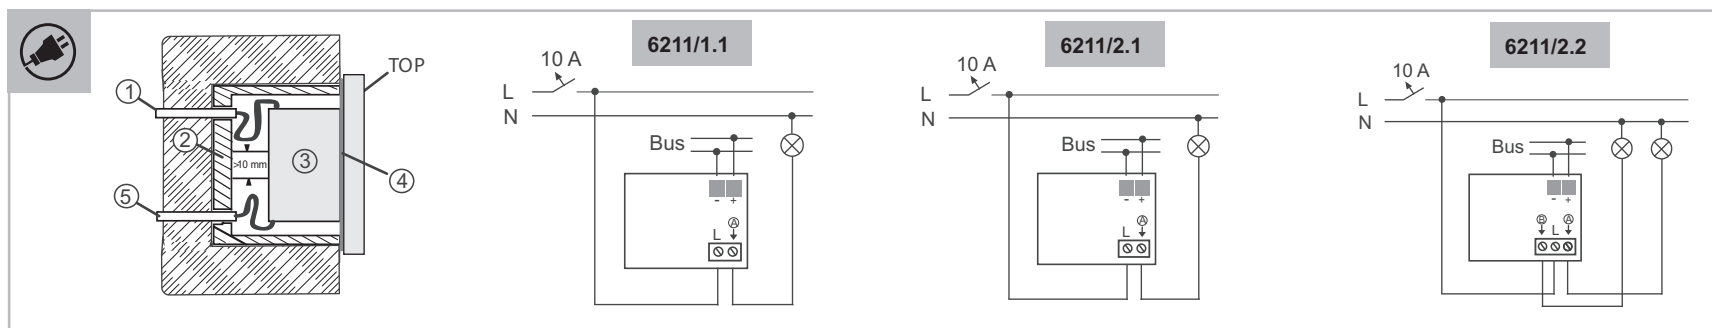 TOP
1
2
>10 mm
3
4
5
6211/1.1
10 A
L
N
Bus
- +
A
L
6211/2.1
10 A
L
N
Bus
- +
A
L
6211/2.2
10 A
L
N
Bus
- +
B A
L